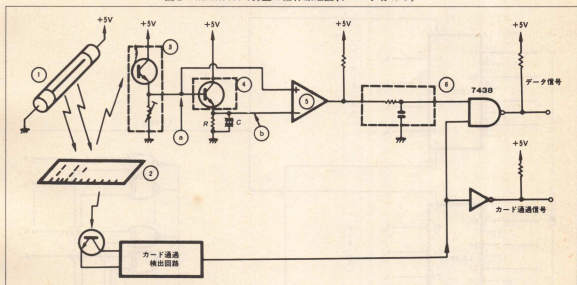 +5V
+5V
+5V
+5V
+5V
①
③
④
⑤
⑥
7438
データ信号
ⓐ
R
C
ⓑ
②
+5V
カード通過信号
カード通過
検出回路